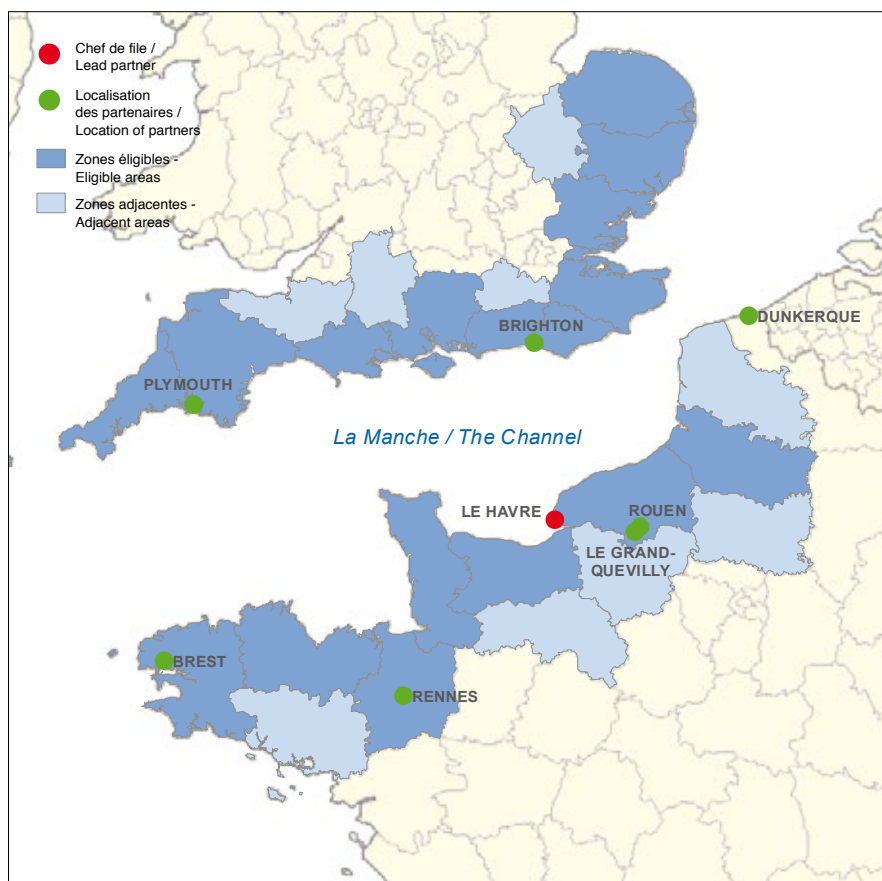 Chef de file /
Lead partner
Localisation
des partenaires /
Location of partners
Zones éligibles -
Eligible areas
Zones adjacentes -
Adjacent areas
DUNKERQUE
BRIGHTON
PLYMOUTH
La Manche / The Channel
LE HAVRE
ROUEN
LE GRAND-
QUEVILLY
BREST
RENNES